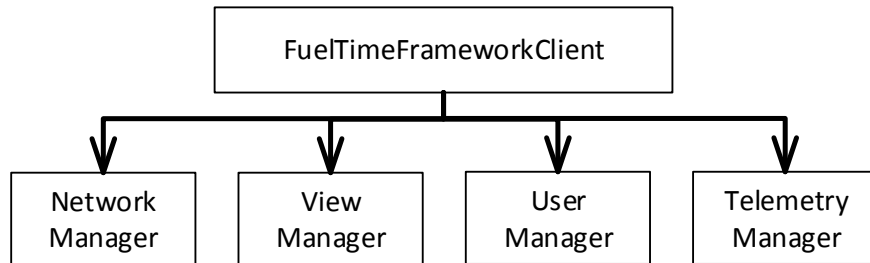 FuelTimeFrameworkClient
Network
Manager
View
Manager
User
Manager
Telemetry
Manager